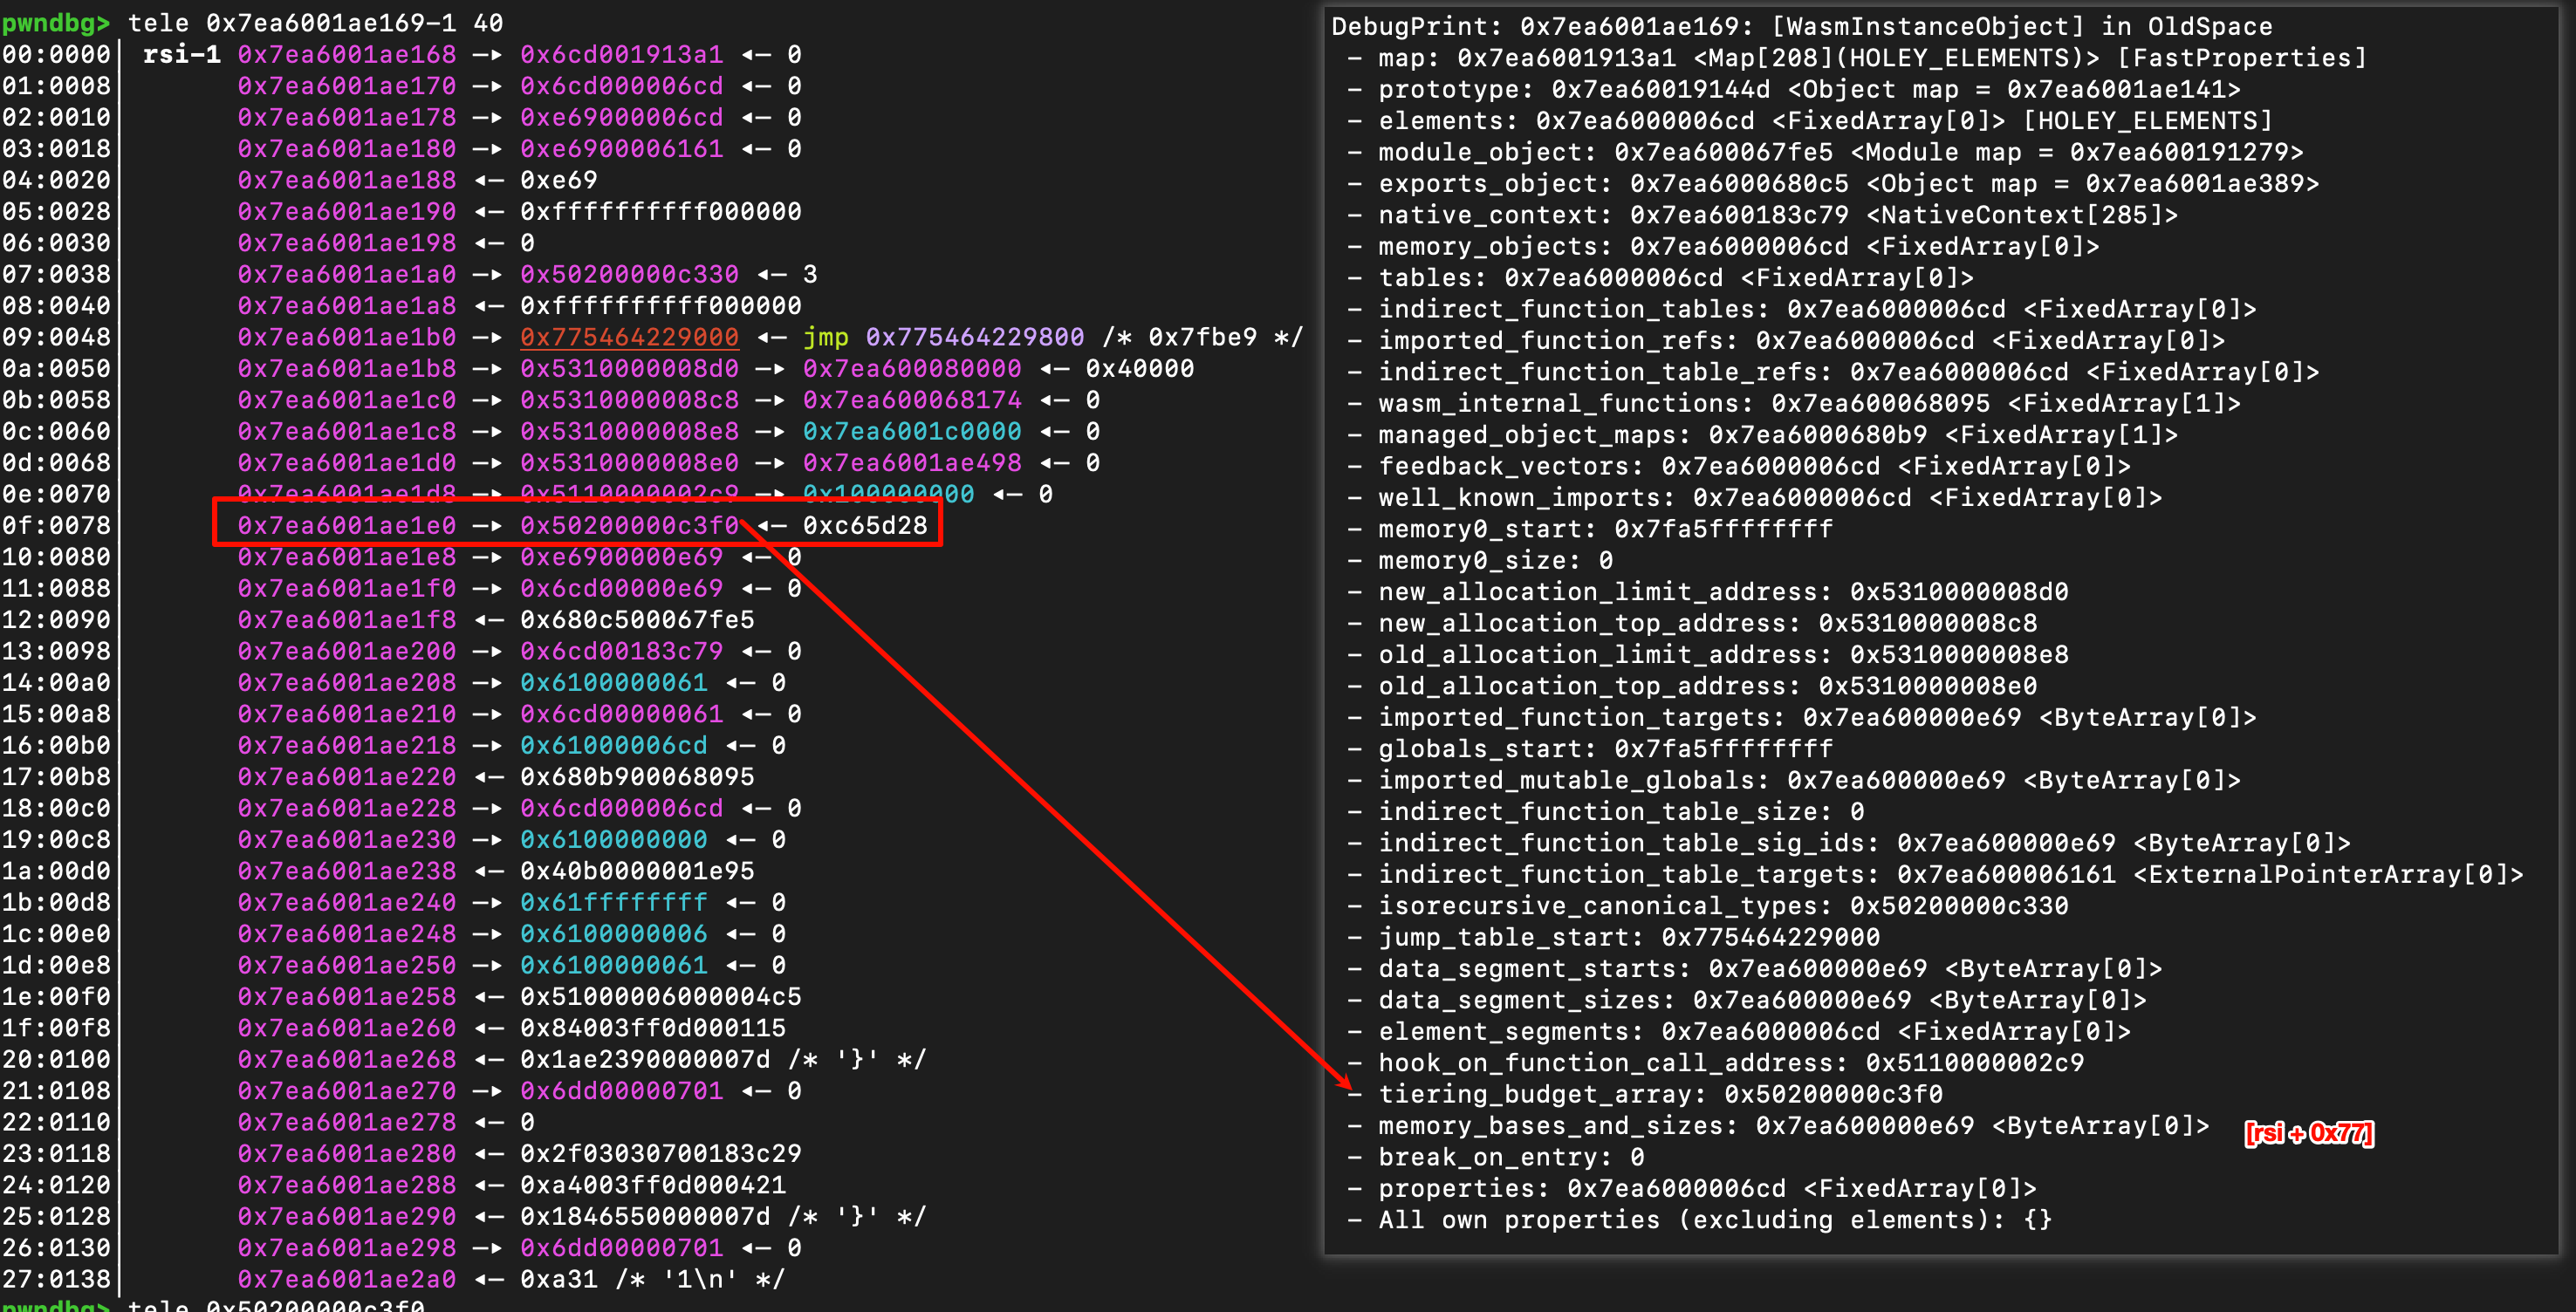 pwndbg> tele 0x7ea6001ae169-1 40
00:0000│ rsi-1 0x7ea6001ae168 —▸ 0x6cd001913a1 ◂— 0
01:0008│ 0x7ea6001ae170 —▸ 0x6cd000006cd ◂— 0
02:0010│ 0x7ea6001ae178 —▸ 0xe69000006cd ◂— 0
03:0018│ 0x7ea6001ae180 —▸ 0xe6900006161 ◂— 0
04:0020│ 0x7ea6001ae188 ◂— 0xe69
05:0028│ 0x7ea6001ae190 ◂— 0xffffffffff000000
06:0030│ 0x7ea6001ae198 ◂— 0
07:0038│ 0x7ea6001ae1a0 —▸ 0x50200000c330 ◂— 3
08:0040│ 0x7ea6001ae1a8 ◂— 0xffffffffff000000
09:0048│ 0x7ea6001ae1b0 —▸ 0x775464229000 ◂— jmp 0x775464229800 /* 0x7fbe9 */
0a:0050│ 0x7ea6001ae1b8 —▸ 0x5310000008d0 —▸ 0x7ea600080000 ◂— 0x40000
0b:0058│ 0x7ea6001ae1c0 —▸ 0x5310000008c8 —▸ 0x7ea600068174 ◂— 0
0c:0060│ 0x7ea6001ae1c8 —▸ 0x5310000008e8 —▸ 0x7ea6001c0000 ◂— 0
0d:0068│ 0x7ea6001ae1d0 —▸ 0x5310000008e0 —▸ 0x7ea6001ae498 ◂— 0
0e:0070│ 0x7ea6001ae1d8 —▸ 0x5110000002c9 —▸ 0x100000000 ◂— 0
0f:0078│ 0x7ea6001ae1e0 —▸ 0x50200000c3f0 ◂— 0xc65d28
10:0080│ 0x7ea6001ae1e8 —▸ 0xe6900000e69 ◂— 0
11:0088│ 0x7ea6001ae1f0 —▸ 0x6cd00000e69 ◂— 0
12:0090│ 0x7ea6001ae1f8 ◂— 0x680c500067fe5
13:0098│ 0x7ea6001ae200 —▸ 0x6cd00183c79 ◂— 0
14:00a0│ 0x7ea6001ae208 —▸ 0x6100000061 ◂— 0
15:00a8│ 0x7ea6001ae210 —▸ 0x6cd00000061 ◂— 0
16:00b0│ 0x7ea6001ae218 —▸ 0x61000006cd ◂— 0
17:00b8│ 0x7ea6001ae220 ◂— 0x680b900068095
18:00c0│ 0x7ea6001ae228 —▸ 0x6cd000006cd ◂— 0
19:00c8│ 0x7ea6001ae230 —▸ 0x6100000000 ◂— 0
1a:00d0│ 0x7ea6001ae238 ◂— 0x40b0000001e95
1b:00d8│ 0x7ea6001ae240 —▸ 0x61ffffffff ◂— 0
1c:00e0│ 0x7ea6001ae248 —▸ 0x6100000006 ◂— 0
1d:00e8│ 0x7ea6001ae250 —▸ 0x6100000061 ◂— 0
1e:00f0│ 0x7ea6001ae258 ◂— 0x51000006000004c5
1f:00f8│ 0x7ea6001ae260 ◂— 0x84003ff0d000115
20:0100│ 0x7ea6001ae268 ◂— 0x1ae2390000007d /* '}' */
21:0108│ 0x7ea6001ae270 —▸ 0x6dd00000701 ◂— 0
22:0110│ 0x7ea6001ae278 ◂— 0
23:0118│ 0x7ea6001ae280 ◂— 0x2f03030700183c29
24:0120│ 0x7ea6001ae288 ◂— 0xa4003ff0d000421
25:0128│ 0x7ea6001ae290 ◂— 0x1846550000007d /* '}' */
26:0130│ 0x7ea6001ae298 —▸ 0x6dd00000701 ◂— 0
27:0138│ 0x7ea6001ae2a0 ◂— 0xa31 /* '1\n' */
pwndbg> tele 0x50200000c3f0
DebugPrint: 0x7ea6001ae169: [WasmInstanceObject] in OldSpace
- map: 0x7ea6001913a1 <Map[208](HOLEY_ELEMENTS)> [FastProperties]
- prototype: 0x7ea60019144d <Object map = 0x7ea6001ae141>
- elements: 0x7ea6000006cd <FixedArray[0]> [HOLEY_ELEMENTS]
- module_object: 0x7ea600067fe5 <Module map = 0x7ea600191279>
- exports_object: 0x7ea6000680c5 <Object map = 0x7ea6001ae389>
- native_context: 0x7ea600183c79 <NativeContext[285]>
- memory_objects: 0x7ea6000006cd <FixedArray[0]>
- tables: 0x7ea6000006cd <FixedArray[0]>
- indirect_function_tables: 0x7ea6000006cd <FixedArray[0]>
- imported_function_refs: 0x7ea6000006cd <FixedArray[0]>
- indirect_function_table_refs: 0x7ea6000006cd <FixedArray[0]>
- wasm_internal_functions: 0x7ea600068095 <FixedArray[1]>
- managed_object_maps: 0x7ea6000680b9 <FixedArray[1]>
- feedback_vectors: 0x7ea6000006cd <FixedArray[0]>
- well_known_imports: 0x7ea6000006cd <FixedArray[0]>
- memory0_start: 0x7fa5ffffffff
- memory0_size: 0
- new_allocation_limit_address: 0x5310000008d0
- new_allocation_top_address: 0x5310000008c8
- old_allocation_limit_address: 0x5310000008e8
- old_allocation_top_address: 0x5310000008e0
- imported_function_targets: 0x7ea600000e69 <ByteArray[0]>
- globals_start: 0x7fa5ffffffff
- imported_mutable_globals: 0x7ea600000e69 <ByteArray[0]>
- indirect_function_table_size: 0
- indirect_function_table_sig_ids: 0x7ea600000e69 <ByteArray[0]>
- indirect_function_table_targets: 0x7ea600006161 <ExternalPointerArray[0]>
- isorecursive_canonical_types: 0x50200000c330
- jump_table_start: 0x775464229000
- data_segment_starts: 0x7ea600000e69 <ByteArray[0]>
- data_segment_sizes: 0x7ea600000e69 <ByteArray[0]>
- element_segments: 0x7ea6000006cd <FixedArray[0]>
- hook_on_function_call_address: 0x5110000002c9
- tiering_budget_array: 0x50200000c3f0
- memory_bases_and_sizes: 0x7ea600000e69 <ByteArray[0]>
[rsi + 0x77]
- break_on_entry: 0
- properties: 0x7ea6000006cd <FixedArray[0]>
- All own properties (excluding elements): {}